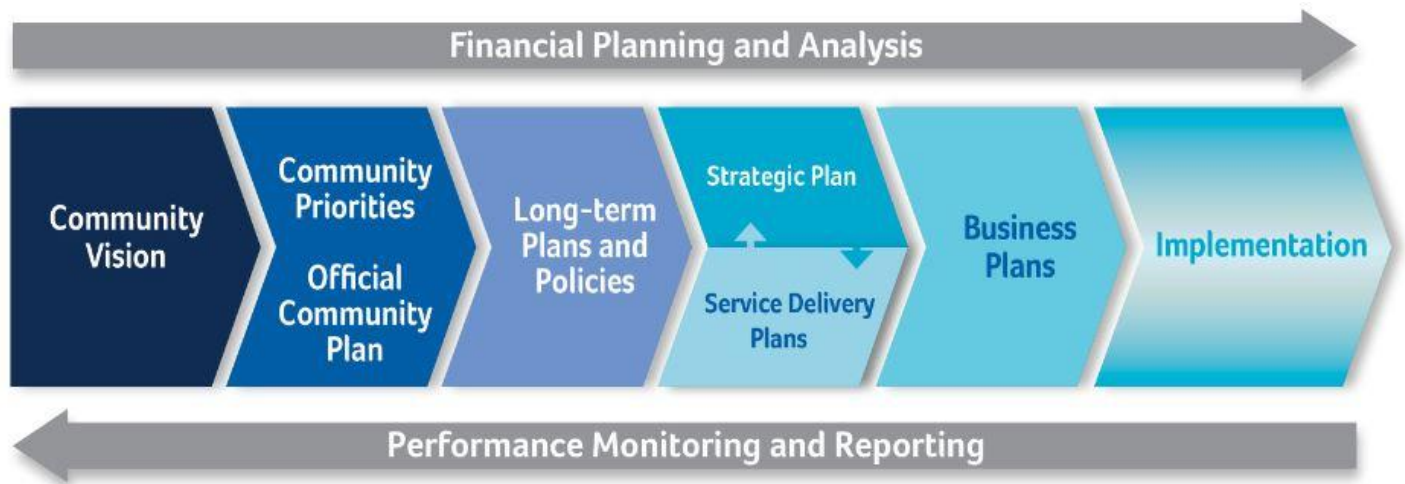 Financial Planning and Analysis
Community
Vision
Community
Priorities
Official
Community
Plan
Long-term
Plans and
Policies
Strategic Plan
Service Delivery
Plans
Business
Plans
Implementation
Performance Monitoring and Reporting